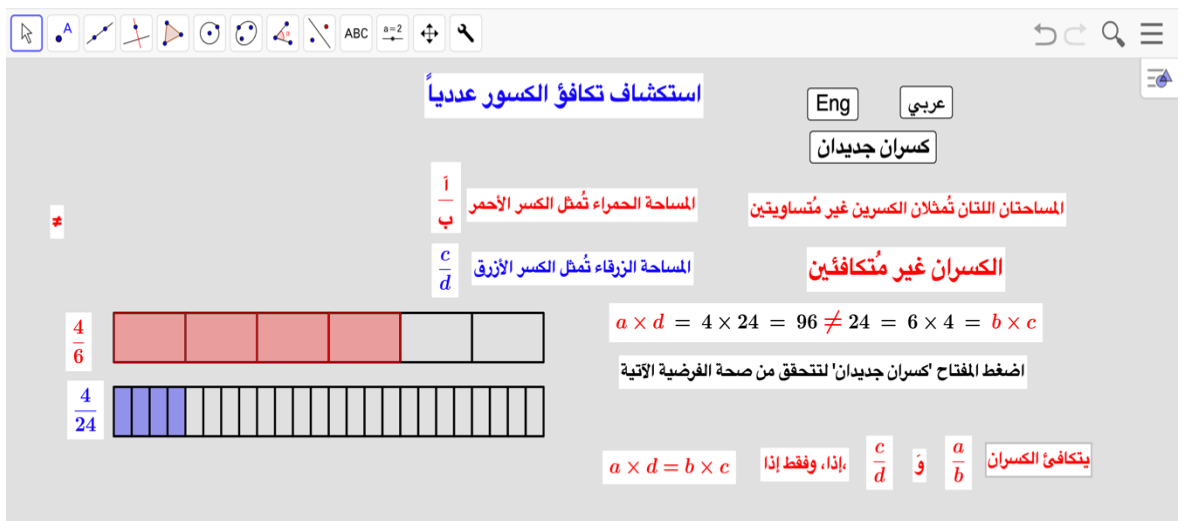 A
ABC
a=2
استكشاف تكافؤ الكسور عددياً
Eng
عربي
كسران جديدان
المساحة الحمراء تُمثل الكسر الأحمر
أ
ب
المساحتان اللتان تُمثلان الكسرين غير مُتساويتين
≠
المساحة الزرقاء تُمثل الكسر الأزرق
c
d
الكسران غير مُتكافئين
4
6
a × d = 4 × 24 = 96 ≠ 24 = 6 × 4 = b × c
اضغط المفتاح 'كسران جديدان' لتتحقق من صحة الفرضية الآتية
4
24
يتكافئ الكسران a/b وَ c/d ،إذا، وفقط إذا a × d = b × c